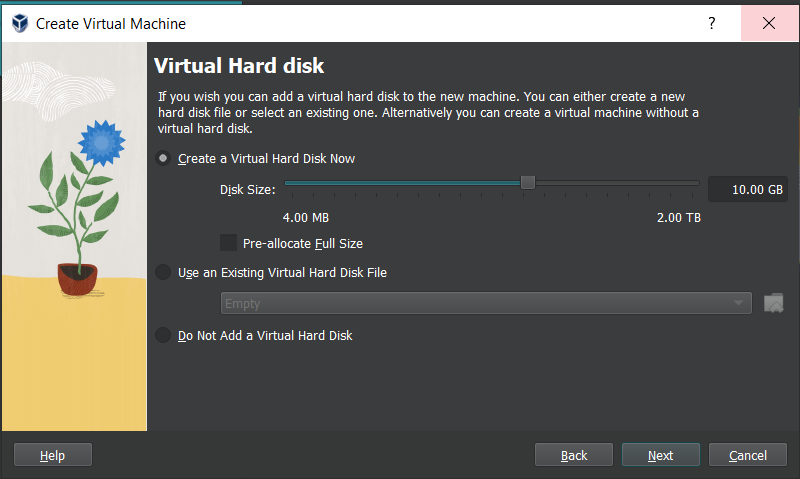 Create Virtual Machine
?
Virtual Hard disk
If you wish you can add a virtual hard disk to the new machine. You can either create a new
hard disk file or select an existing one. Alternatively you can create a virtual machine without a
virtual hard disk.
Create a Virtual Hard Disk Now
Disk Size:
10.00 GB
4.00 MB
2.00 TB
Pre-allocate Full Size
Use an Existing Virtual Hard Disk File
Empty
Do Not Add a Virtual Hard Disk
Help
Back
Next
Cancel